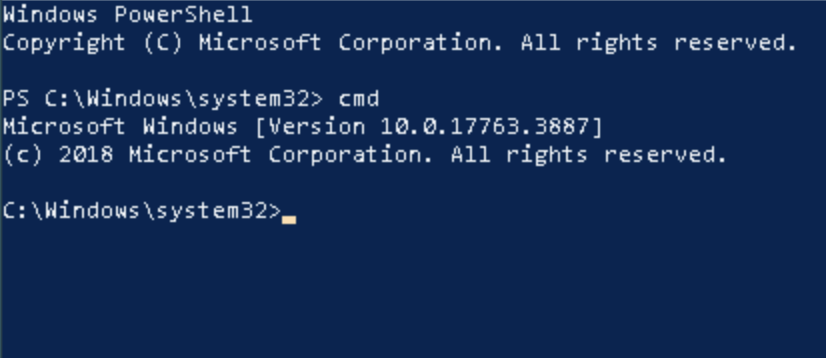 Windows PowerShell
Copyright (C) Microsoft Corporation. All rights reserved.
PS C:\Windows\system32> cmd
Microsoft Windows [Version 10.0.17763.3887]
(c) 2018 Microsoft Corporation. All rights reserved.
C:\Windows\system32>